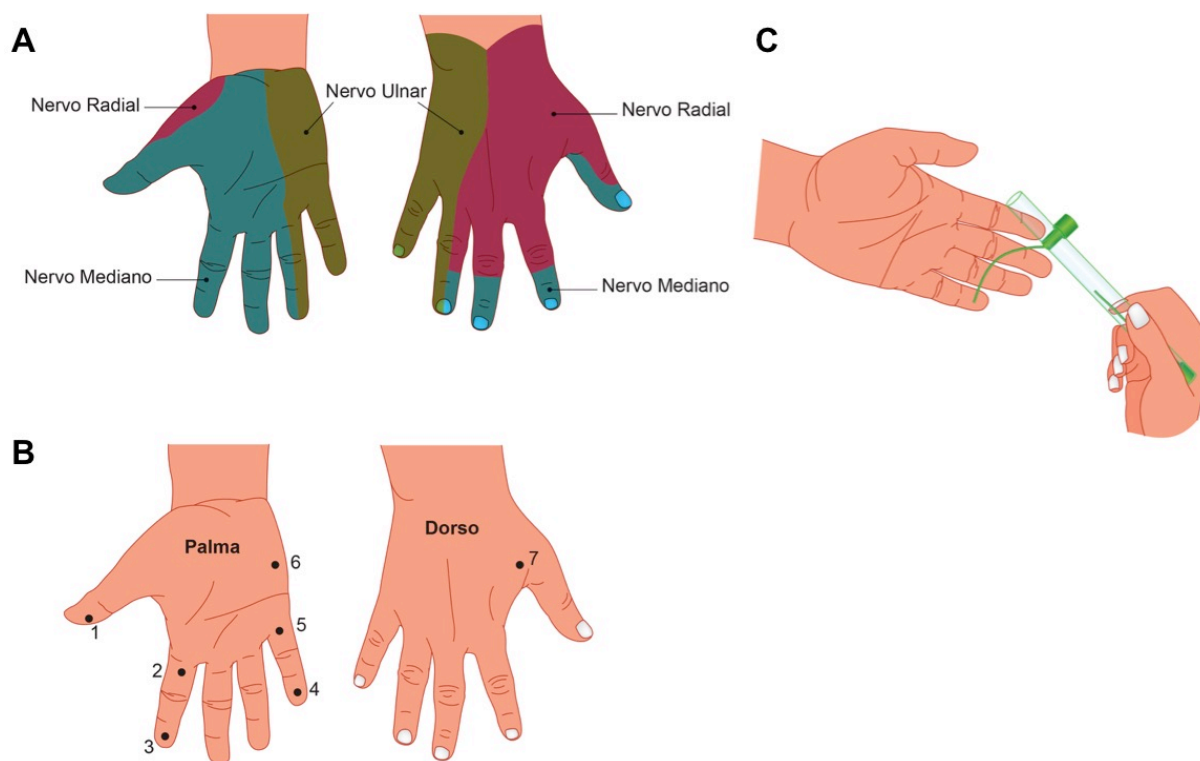 A
Nervo Radial
Nervo Ulnar
Nervo Radial
Nervo Mediano
Nervo Mediano
C
B
Palma
Dorso
6
7
1
5
2
4
3